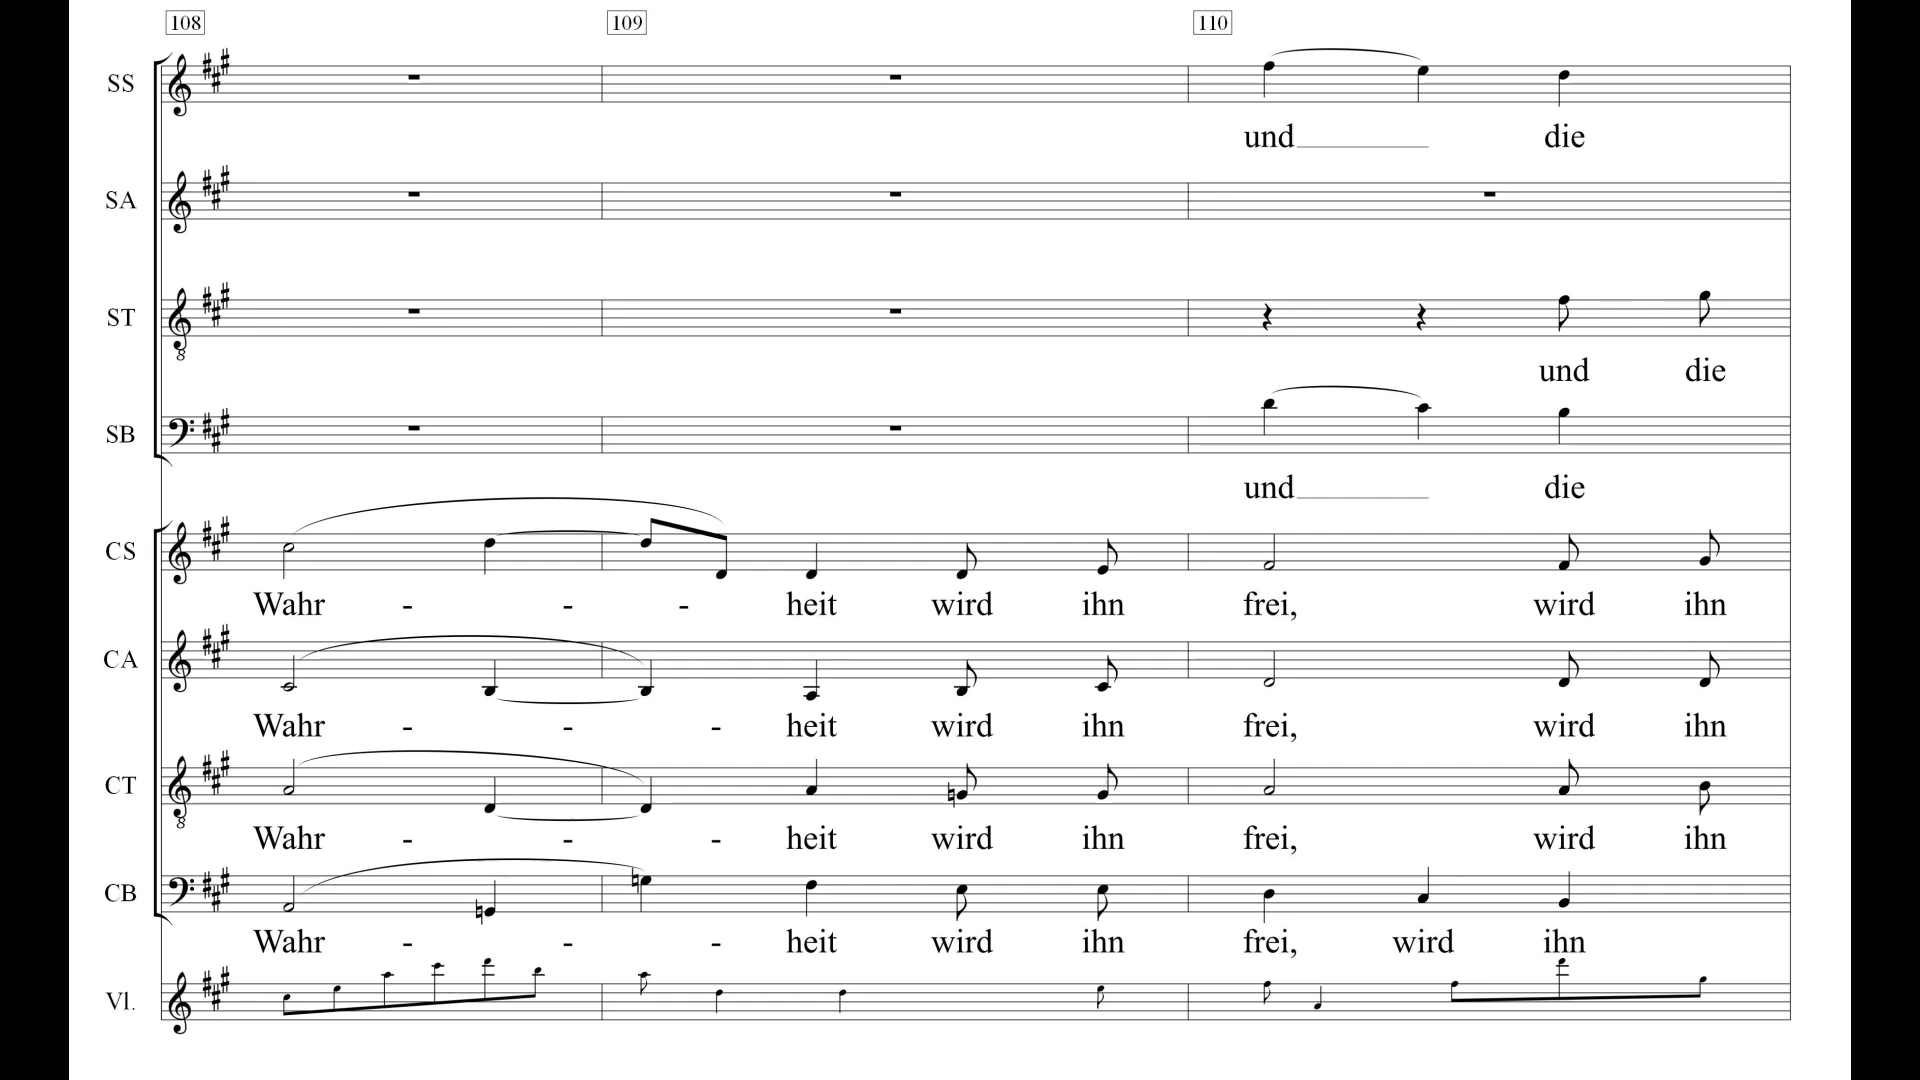 108 109 110
SS
und die
SA
ST
und die
SB
und die
CS
Wahr - - - heit wird ihn frei, wird ihn
CA
Wahr - - - heit wird ihn frei, wird ihn
CT
Wahr - - - heit wird ihn frei, wird ihn
CB
Wahr - - - heit wird ihn frei, wird ihn
Vl.